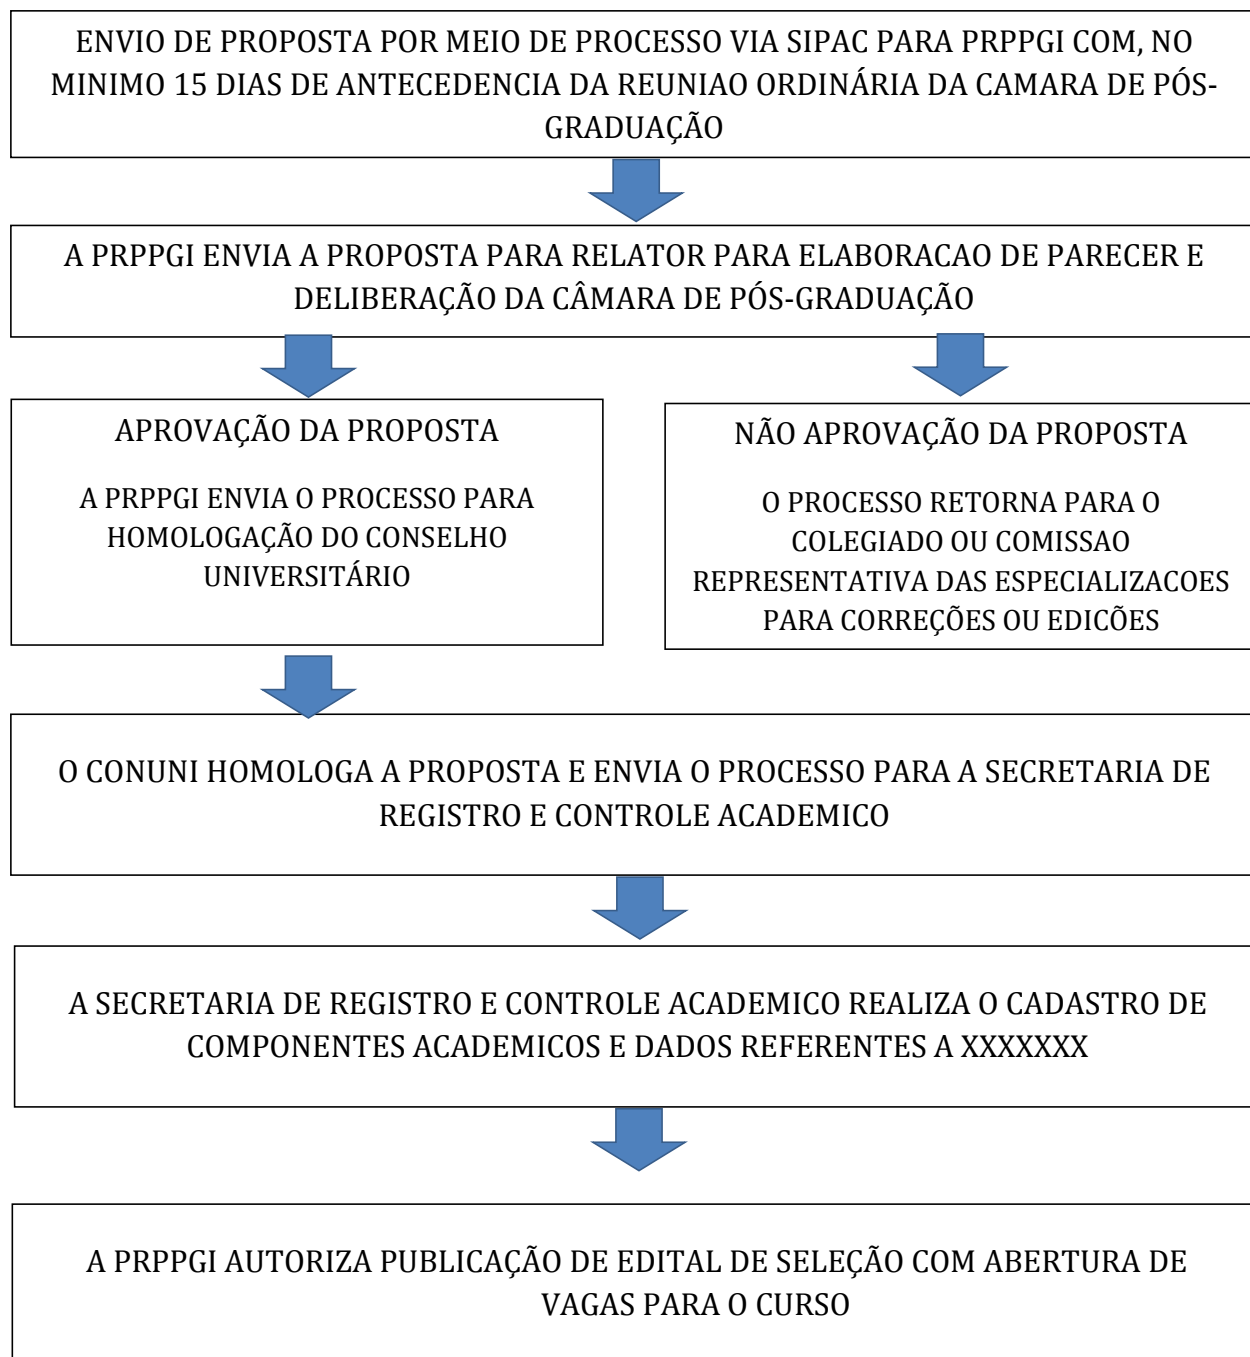 ENVIO DE PROPOSTA POR MEIO DE PROCESSO VIA SIPAC PARA PRPPGI COM, NO
MINIMO 15 DIAS DE ANTECEDENCIA DA REUNIAO ORDINÁRIA DA CAMARA DE PÓS-
GRADUAÇÃO
A PRPPGI ENVIA A PROPOSTA PARA RELATOR PARA ELABORACAO DE PARECER E
DELIBERAÇÃO DA CÂMARA DE PÓS-GRADUAÇÃO
APROVAÇÃO DA PROPOSTA
A PRPPGI ENVIA O PROCESSO PARA
HOMOLOGAÇÃO DO CONSELHO
UNIVERSITÁRIO
NÃO APROVAÇÃO DA PROPOSTA
O PROCESSO RETORNA PARA O
COLEGIADO OU COMISSAO
REPRESENTATIVA DAS ESPECIALIZACOES
PARA CORREÇÕES OU EDICÕES
O CONUNI HOMOLOGA A PROPOSTA E ENVIA O PROCESSO PARA A SECRETARIA DE
REGISTRO E CONTROLE ACADEMICO
A SECRETARIA DE REGISTRO E CONTROLE ACADEMICO REALIZA O CADASTRO DE
COMPONENTES ACADEMICOS E DADOS REFERENTES A XXXXXXX
A PRPPGI AUTORIZA PUBLICAÇÃO DE EDITAL DE SELEÇÃO COM ABERTURA DE
VAGAS PARA O CURSO